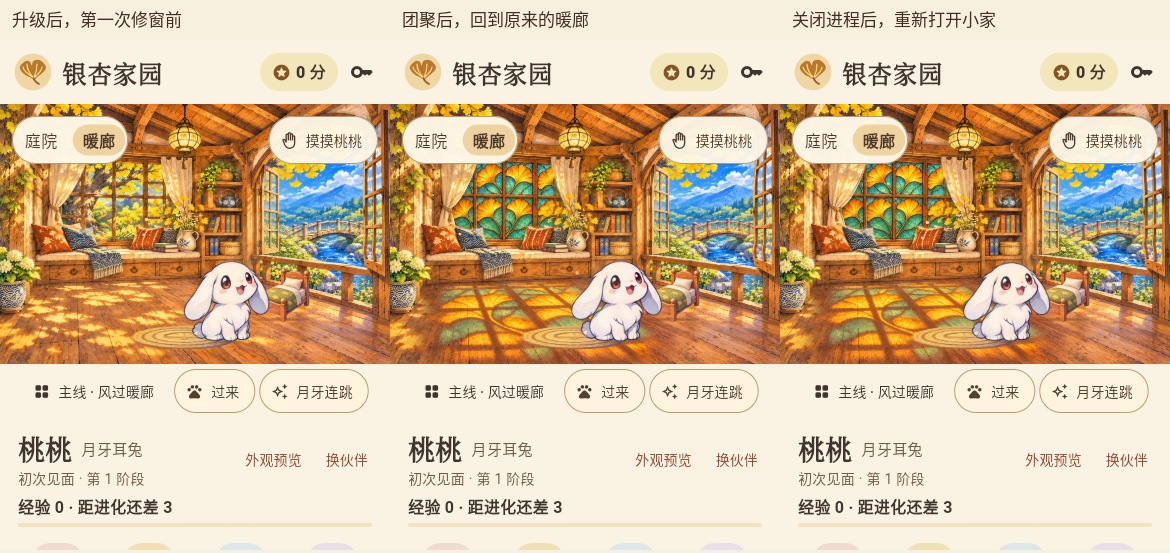 升级后，第一次修窗前
银杏家园
0 分
庭院
暖廊
摸摸桃桃
主线 · 风过暖廊
过来
月牙连跳
桃桃 月牙耳兔
外观预览
换伙伴
初次见面 · 第 1 阶段
经验 0 · 距进化还差 3
团聚后，回到原来的暖廊
银杏家园
0 分
庭院
暖廊
摸摸桃桃
主线 · 风过暖廊
过来
月牙连跳
桃桃 月牙耳兔
外观预览
换伙伴
初次见面 · 第 1 阶段
经验 0 · 距进化还差 3
关闭进程后，重新打开小家
银杏家园
0 分
庭院
暖廊
摸摸桃桃
主线 · 风过暖廊
过来
月牙连跳
桃桃 月牙耳兔
外观预览
换伙伴
初次见面 · 第 1 阶段
经验 0 · 距进化还差 3